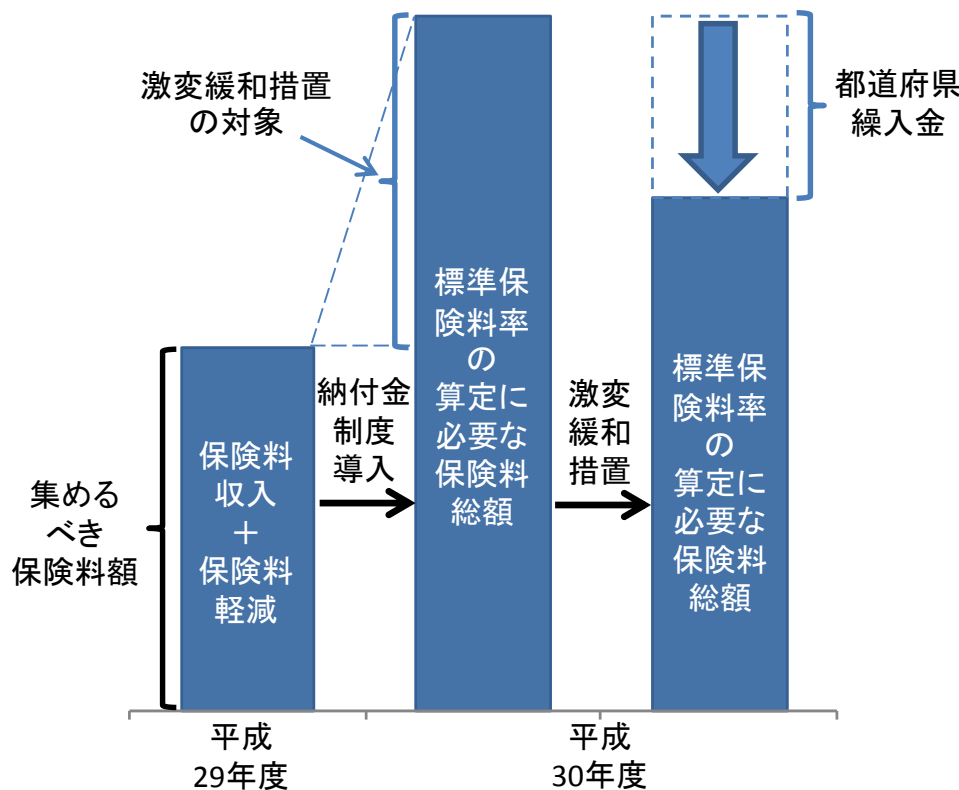 激変緩和措置
の対象
都道府県
繰入金
標準保
険料率
の
算定に
必要な
保険料
総額
標準保
険料率
の
算定に
必要な
保険料
総額
納付金
制度
導入
激変
緩和
措置
保険料
収入
＋
保険料
軽減
集める
べき
保険料額
平成
29年度
平成
30年度